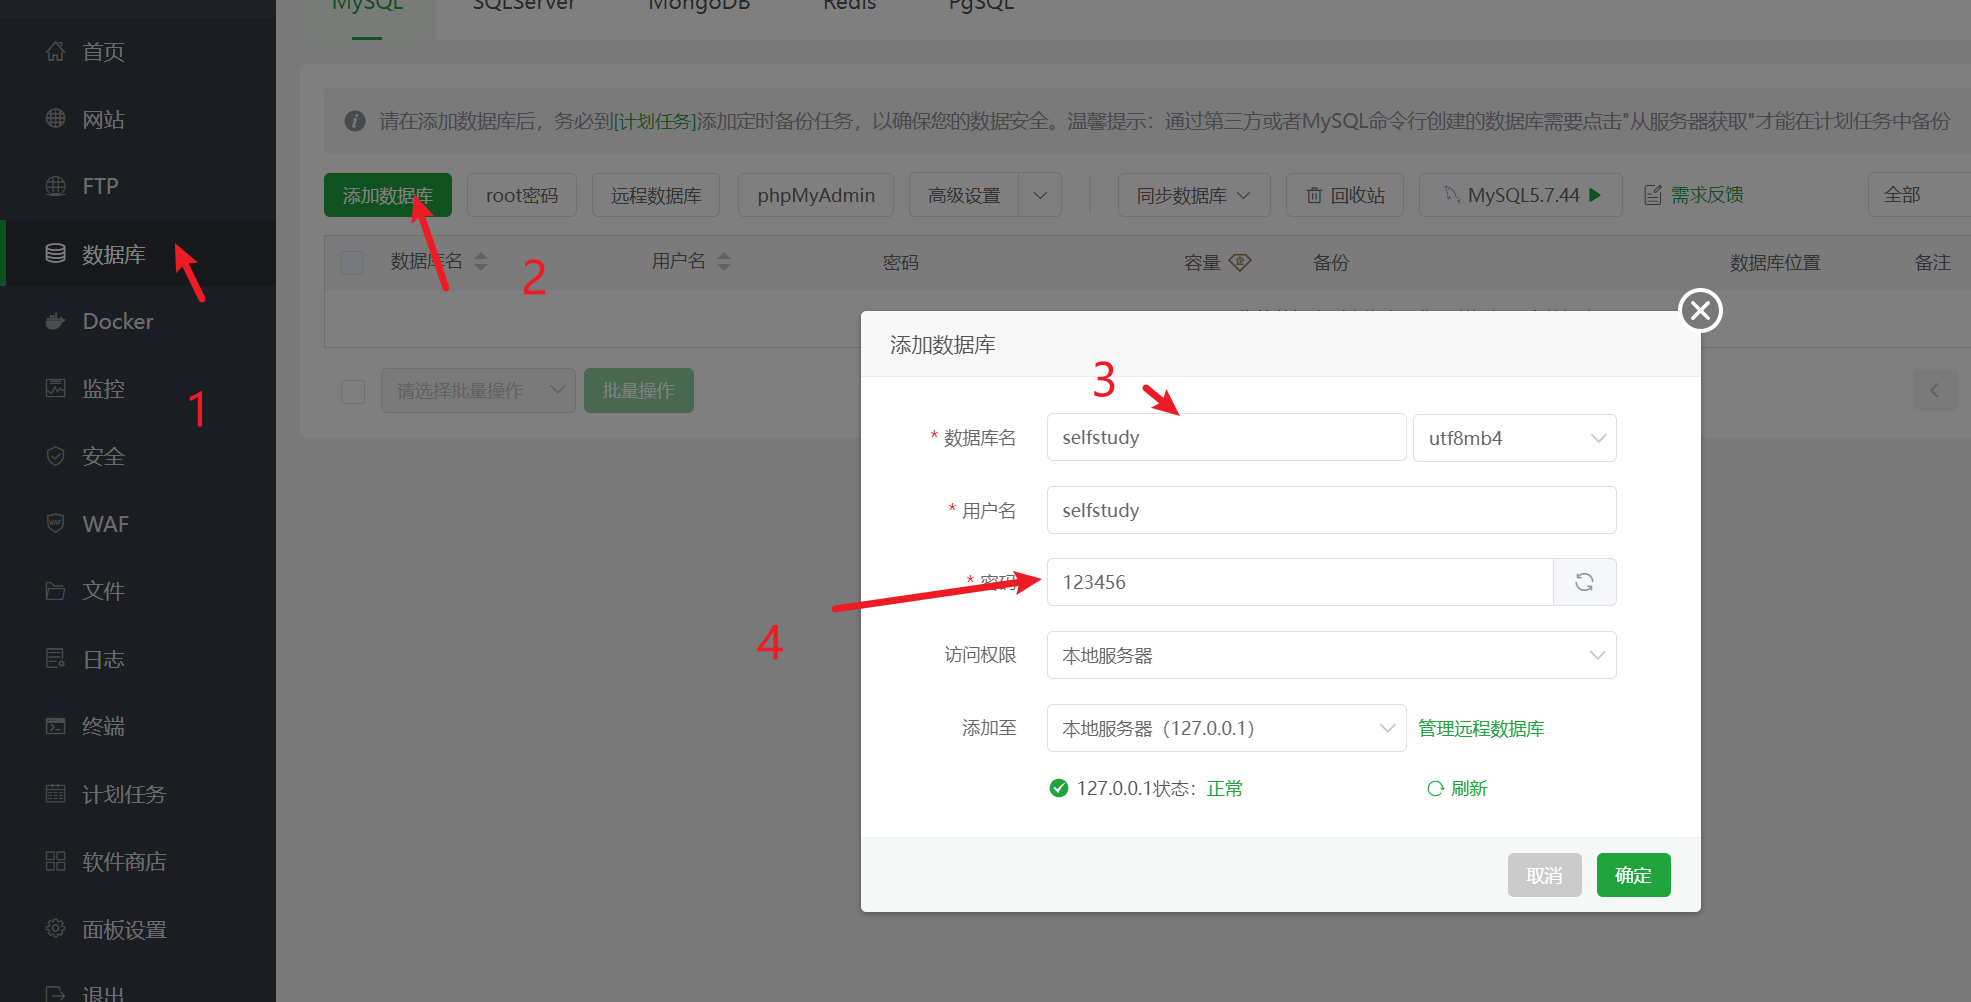 MySQL
SQLServer
MongoDB
Redis
PgSQL
首页
网站
FTP
数据库
Docker
监控
安全
WAF
文件
日志
终端
计划任务
软件商店
面板设置
退出
请在添加数据库后，务必到[计划任务]添加定时备份任务，以确保您的数据安全。温馨提示：通过第三方或者MySQL命令行创建的数据库需要点击"从服务器获取"才能在计划任务中备份
添加数据库
root密码
远程数据库
phpMyAdmin
高级设置
同步数据库
回收站
MySQL5.7.44
需求反馈
全部
数据库名
用户名
密码
容量
备份
数据库位置
备注
请选择批量操作
批量操作
1
2
添加数据库
3
* 数据库名
selfstudy
utf8mb4
* 用户名
selfstudy
* 密码
123456
4
访问权限
本地服务器
添加至
本地服务器（127.0.0.1）
管理远程数据库
127.0.0.1状态：正常
刷新
取消
确定